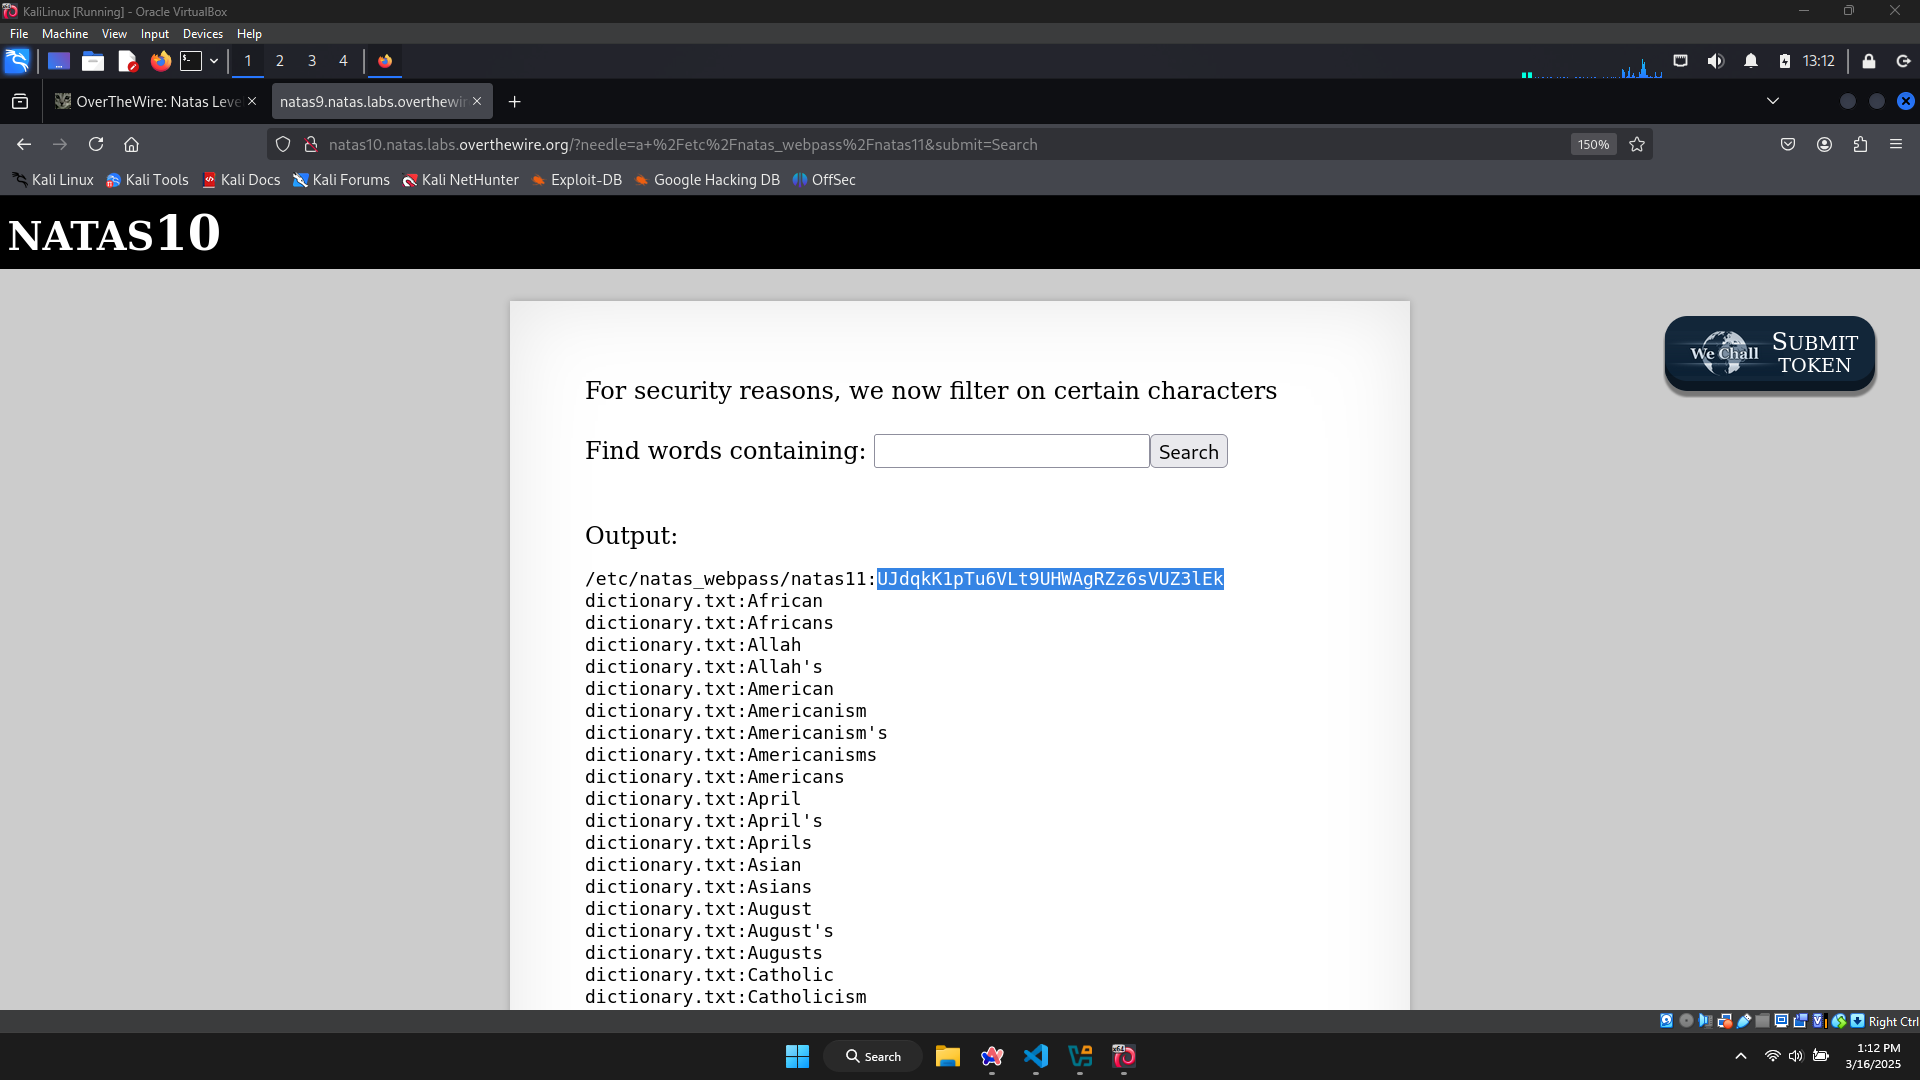 KaliLinux [Running] - Oracle VirtualBox
File Machine View Input Devices Help
1 2 3 4
13:12
OverTheWire: Natas Leve
natas9.natas.labs.overthewir
natas10.natas.labs.overthewire.org/?needle=a+%2Fetc%2Fnatas_webpass%2Fnatas11&submit=Search
150%
Kali Linux Kali Tools Kali Docs Kali Forums Kali NetHunter Exploit-DB Google Hacking DB OffSec
NATAS10
We Chall
SUBMIT
TOKEN
For security reasons, we now filter on certain characters
Find words containing: Search
Output:
/etc/natas_webpass/natas11:UJdqkK1pTu6VLt9UHWAgRZz6sVUZ3lEk
dictionary.txt:African
dictionary.txt:Africans
dictionary.txt:Allah
dictionary.txt:Allah's
dictionary.txt:American
dictionary.txt:Americanism
dictionary.txt:Americanism's
dictionary.txt:Americanisms
dictionary.txt:Americans
dictionary.txt:April
dictionary.txt:April's
dictionary.txt:Aprils
dictionary.txt:Asian
dictionary.txt:Asians
dictionary.txt:August
dictionary.txt:August's
dictionary.txt:Augusts
dictionary.txt:Catholic
dictionary.txt:Catholicism
Right Ctrl
Search
1:12 PM
3/16/2025